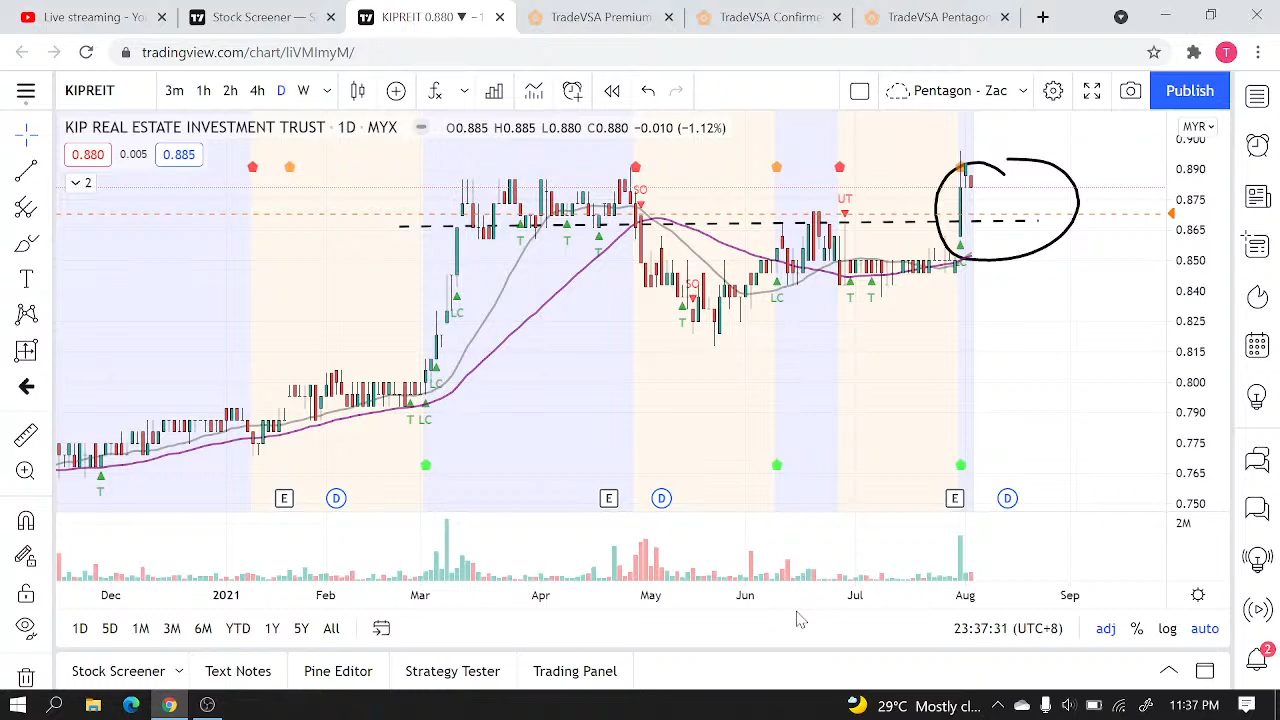 Live streaming - Yo
Stock Screener — S
KIPREIT 0.880 ▼ −1
TradeVSA Premium
TradeVSA Confirm
TradeVSA Pentagor
tradingview.com/chart/IiVMImyM/
T
KIPREIT
3m 1h 2h 4h D W
Pentagon - Zac
Publish
KIP REAL ESTATE INVESTMENT TRUST · 1D · MYX
O0.885 H0.885 L0.880 C0.880 −0.010 (−1.12%)
MYR
0.880 0.005 0.885
2
0.900
0.890
0.875
0.865
0.850
0.840
0.825
0.815
0.800
0.790
0.775
0.765
0.750
SO
UT
T T T
SO
LC
LC
T
LC
T T
LC
LC
T LC
T
E D E D E D
2M
Dec 2021 Feb Mar Apr May Jun Jul Aug Sep
1D 5D 1M 3M 6M YTD 1Y 5Y All
23:37:31 (UTC+8)
adj % log auto
Stock Screener
Text Notes
Pine Editor
Strategy Tester
Trading Panel
2
29°C Mostly cl...
11:37 PM